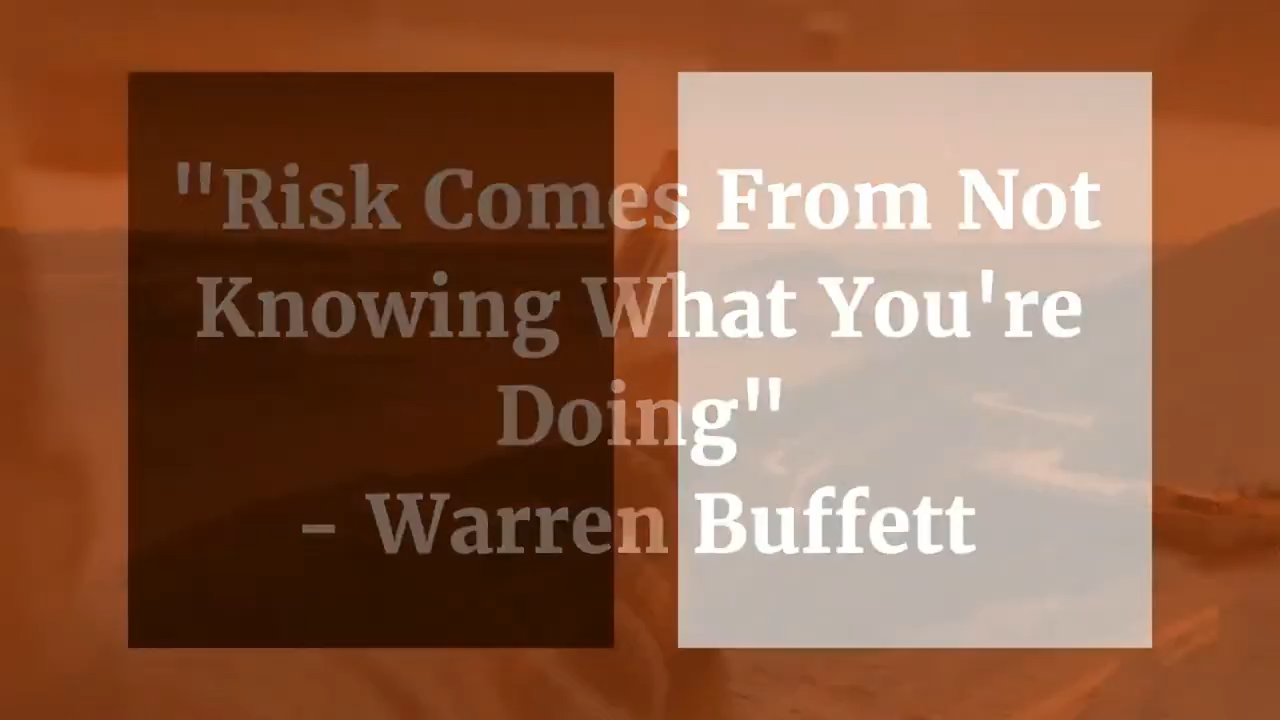 "Risk Comes From Not
Knowing What You're
Doing"
- Warren Buffett